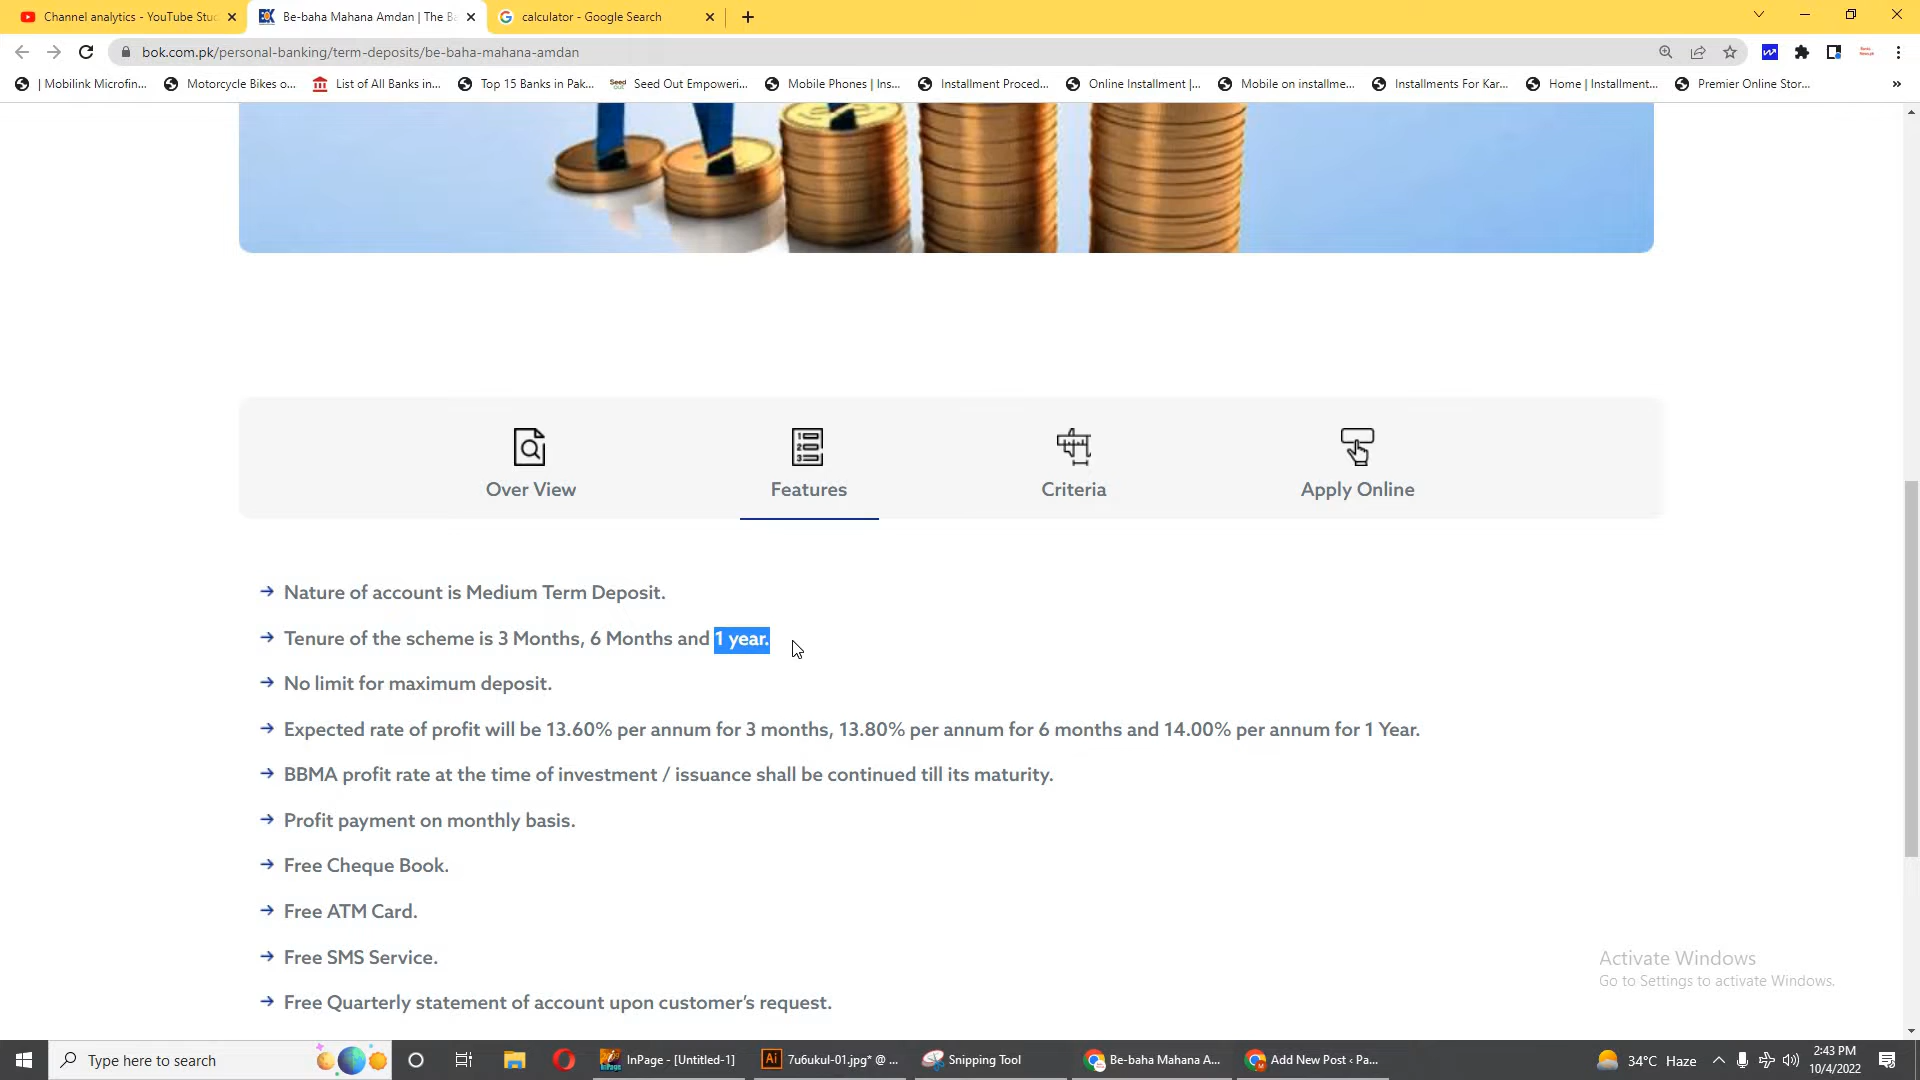 Channel analytics - YouTube Stuc
Be-baha Mahana Amdan | The Ba
calculator - Google Search
bok.com.pk/personal-banking/term-deposits/be-baha-mahana-amdan
| Mobilink Microfin...
Motorcycle Bikes o...
List of All Banks in...
Top 15 Banks in Pak...
Seed Out Empoweri...
Mobile Phones | Ins...
Installment Proced...
Online Installment |...
Mobile on installme...
Installments For Kar...
Home | Installment...
Premier Online Stor...
»
Over View
Features
Criteria
Apply Online
Nature of account is Medium Term Deposit.
Tenure of the scheme is 3 Months, 6 Months and 1 year.
No limit for maximum deposit.
Expected rate of profit will be 13.60% per annum for 3 months, 13.80% per annum for 6 months and 14.00% per annum for 1 Year.
BBMA profit rate at the time of investment / issuance shall be continued till its maturity.
Profit payment on monthly basis.
Free Cheque Book.
Free ATM Card.
Free SMS Service.
Free Quarterly statement of account upon customer's request.
Activate Windows
Go to Settings to activate Windows.
Type here to search
InPage - [Untitled-1]
7u6ukul-01.jpg* @ ...
Snipping Tool
Be-baha Mahana A...
Add New Post ‹ Pa...
34°C Haze
2:43 PM
10/4/2022